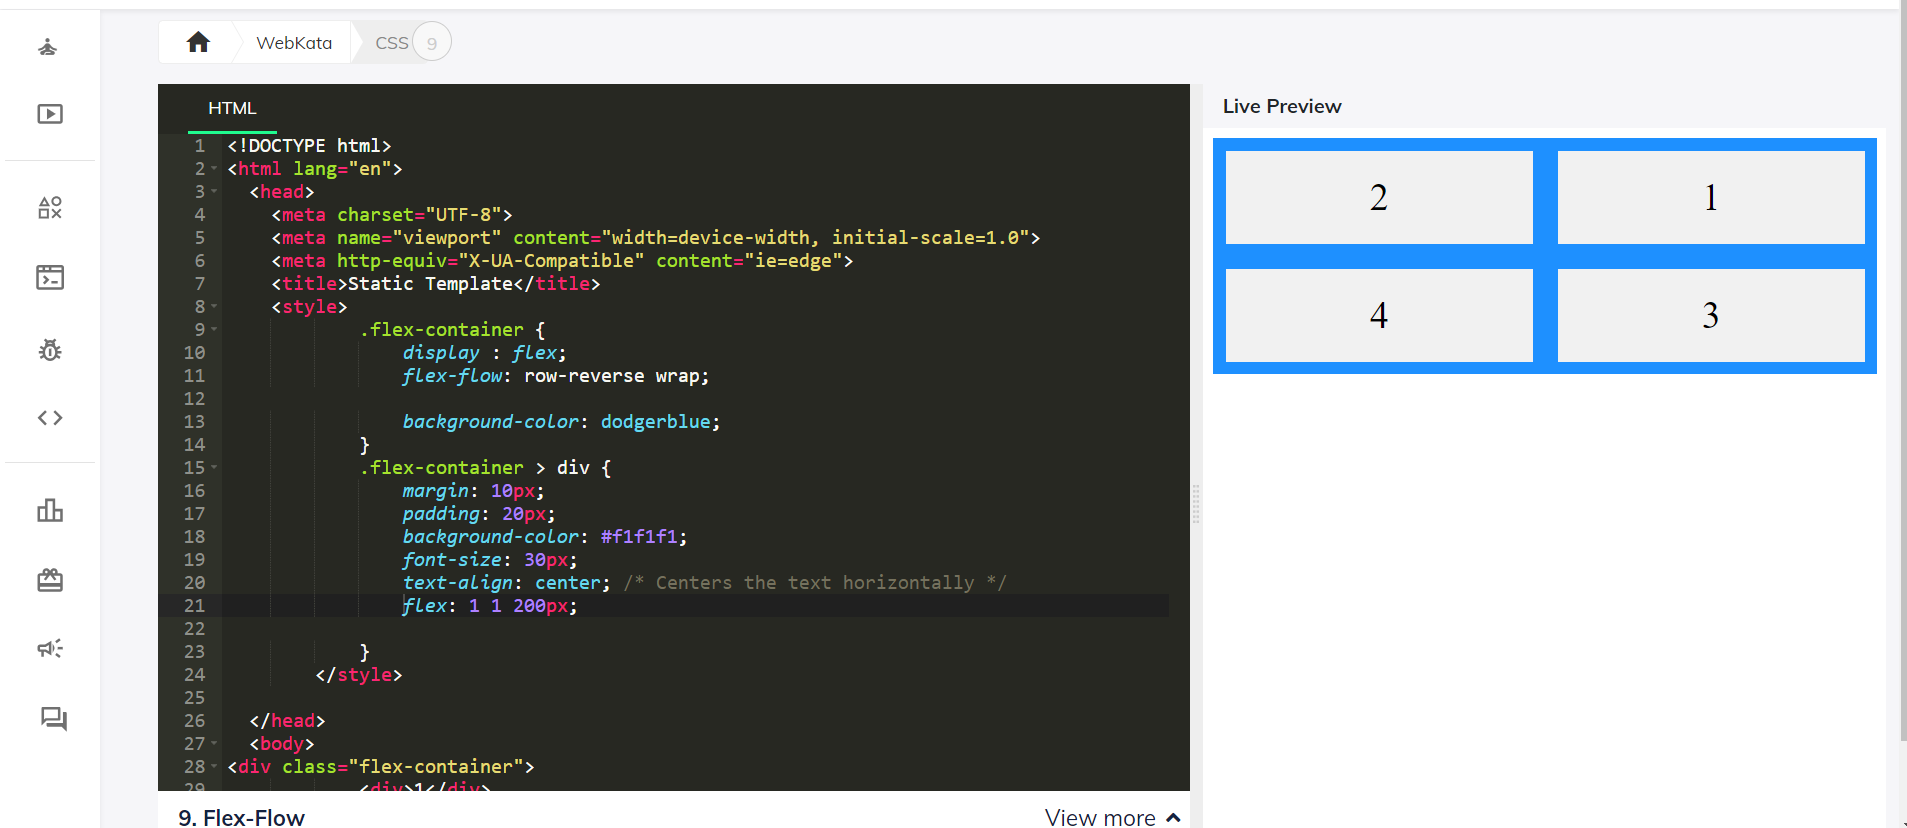 WebKata
CSS 9
HTML
1 <!DOCTYPE html>
2 <html lang="en">
3 <head>
4 <meta charset="UTF-8">
5 <meta name="viewport" content="width=device-width, initial-scale=1.0">
6 <meta http-equiv="X-UA-Compatible" content="ie=edge">
7 <title>Static Template</title>
8 <style>
9 .flex-container {
10 display : flex;
11 flex-flow: row-reverse wrap;
12
13 background-color: dodgerblue;
14 }
15 .flex-container > div {
16 margin: 10px;
17 padding: 20px;
18 background-color: #f1f1f1;
19 font-size: 30px;
20 text-align: center; /* Centers the text horizontally */
21 flex: 1 1 200px;
22
23 }
24 </style>
25
26 </head>
27 <body>
28 <div class="flex-container">
29 <div>1</div>
9. Flex-Flow
View more
Live Preview
2 1
4 3